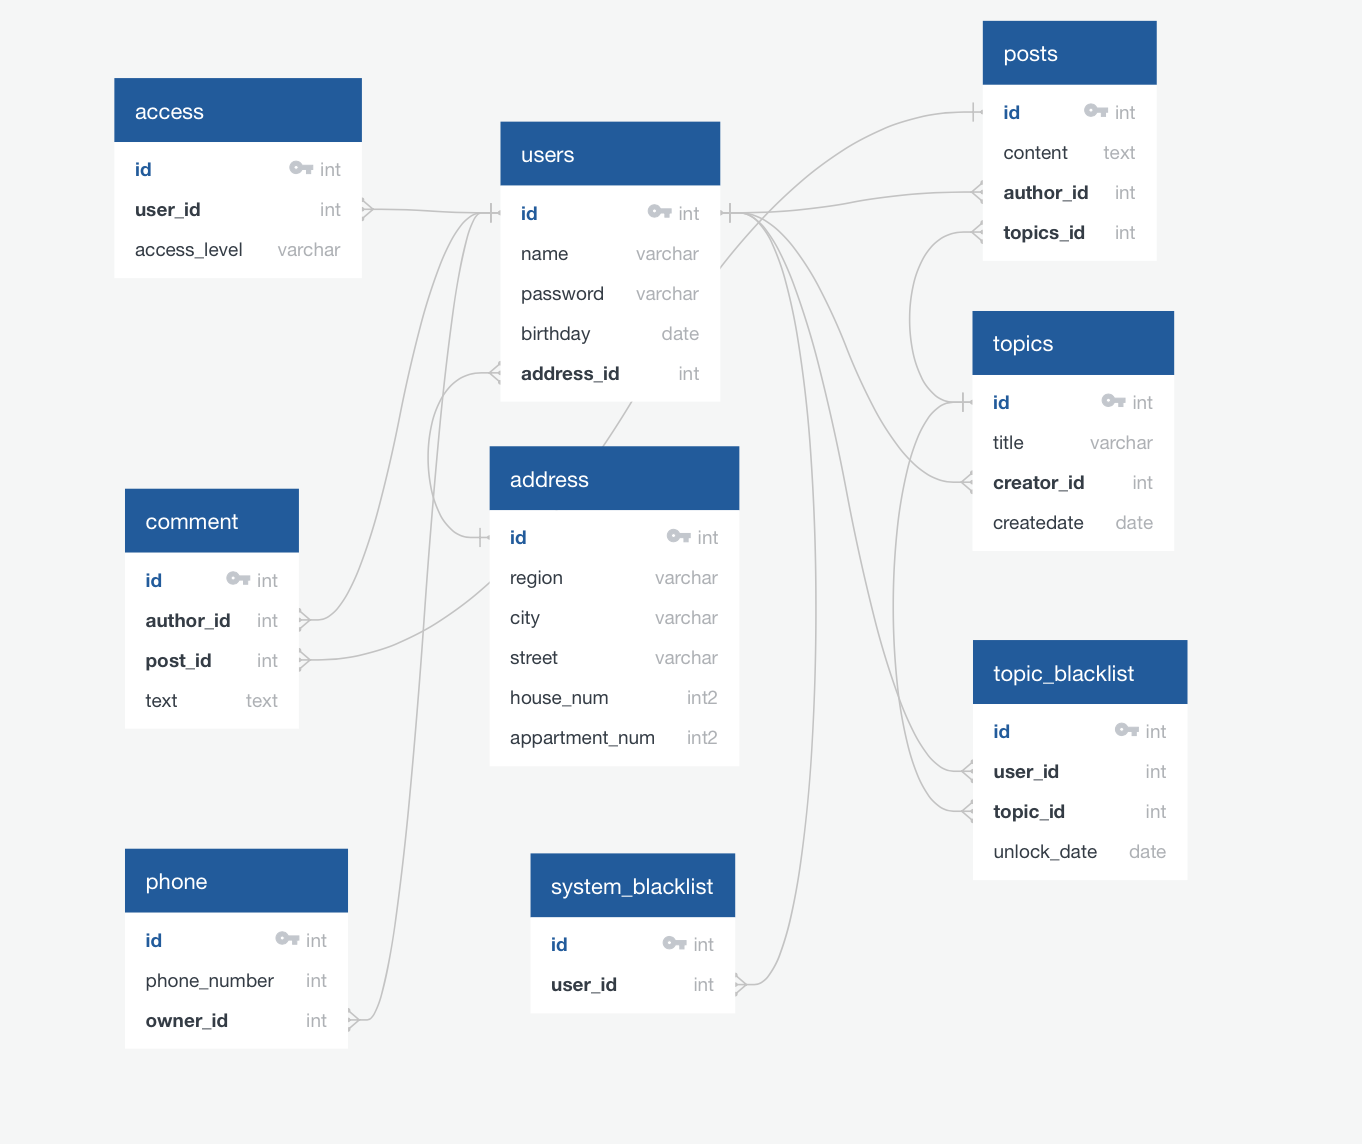 access
id int
user_id int
access_level varchar
users
id int
name varchar
password varchar
birthday date
address_id int
posts
id int
content text
author_id int
topics_id int
topics
id int
title varchar
creator_id int
createdate date
address
id int
region varchar
city varchar
street varchar
house_num int2
appartment_num int2
comment
id int
author_id int
post_id int
text text
topic_blacklist
id int
user_id int
topic_id int
unlock_date date
phone
id int
phone_number int
owner_id int
system_blacklist
id int
user_id int